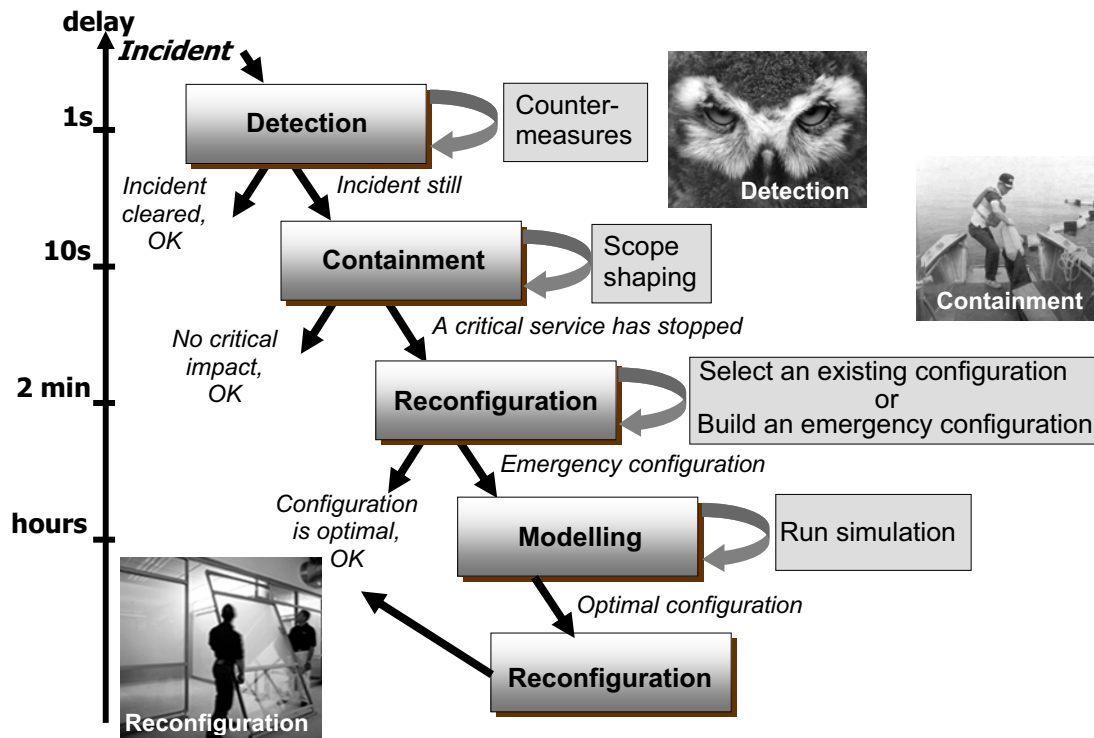 delay
Incident
1s
Detection
Counter-
measures
Detection
Incident
cleared,
OK
Incident still
10s
Containment
Scope
shaping
Containment
No critical
impact,
OK
A critical service has stopped
2 min
Reconfiguration
Select an existing configuration
or
Build an emergency configuration
Configuration
is optimal,
OK
Emergency configuration
hours
Modelling
Run simulation
Optimal configuration
Reconfiguration
Reconfiguration